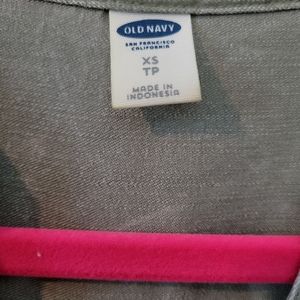 OLD NAVY
SAN FRANCISCO
CALIFORNIA
XS
TP
MADE IN
INDONESIA